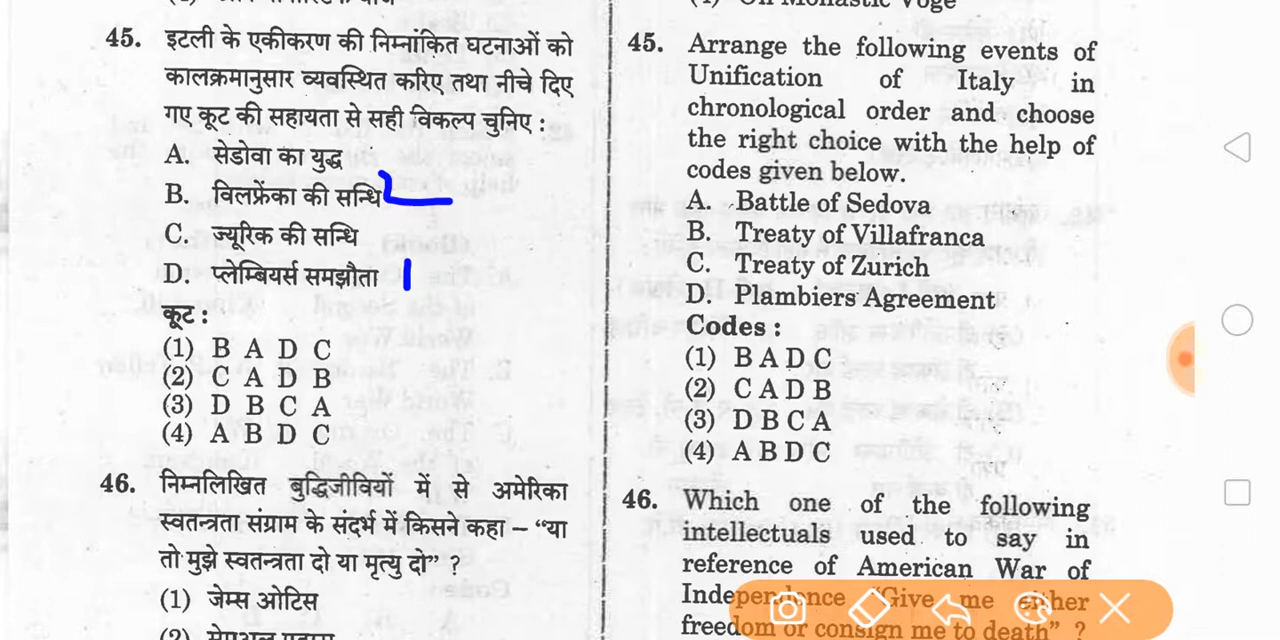 45. इटली के एकीकरण की निम्नांकित घटनाओं को
कालक्रमानुसार व्यवस्थित करिए तथा नीचे दिए
गए कूट की सहायता से सही विकल्प चुनिए :
A. सेडोवा का युद्ध
B. विलफ्रेंका की सन्धि
C. ज्यूरिक की सन्धि
D. प्लेम्बियर्स समझौता
कूट :
(1) B A D C
(2) C A D B
(3) D B C A
(4) A B D C
46. निम्नलिखित बुद्धिजीवियों में से अमेरिका
स्वतन्त्रता संग्राम के संदर्भ में किसने कहा – “या
तो मुझे स्वतन्त्रता दो या मृत्यु दो” ?
(1) जेम्स ओटिस
(2)
(4) On Monastic Voge
45. Arrange the following events of
Unification of Italy in
chronological order and choose
the right choice with the help of
codes given below.
A. Battle of Sedova
B. Treaty of Villafranca
C. Treaty of Zurich
D. Plambiers Agreement
Codes :
(1) B A D C
(2) C A D B
(3) D B C A
(4) A B D C
46. Which one of the following
intellectuals used to say in
reference of American War of
Independence “Give me either
freedom or consign me to death” ?